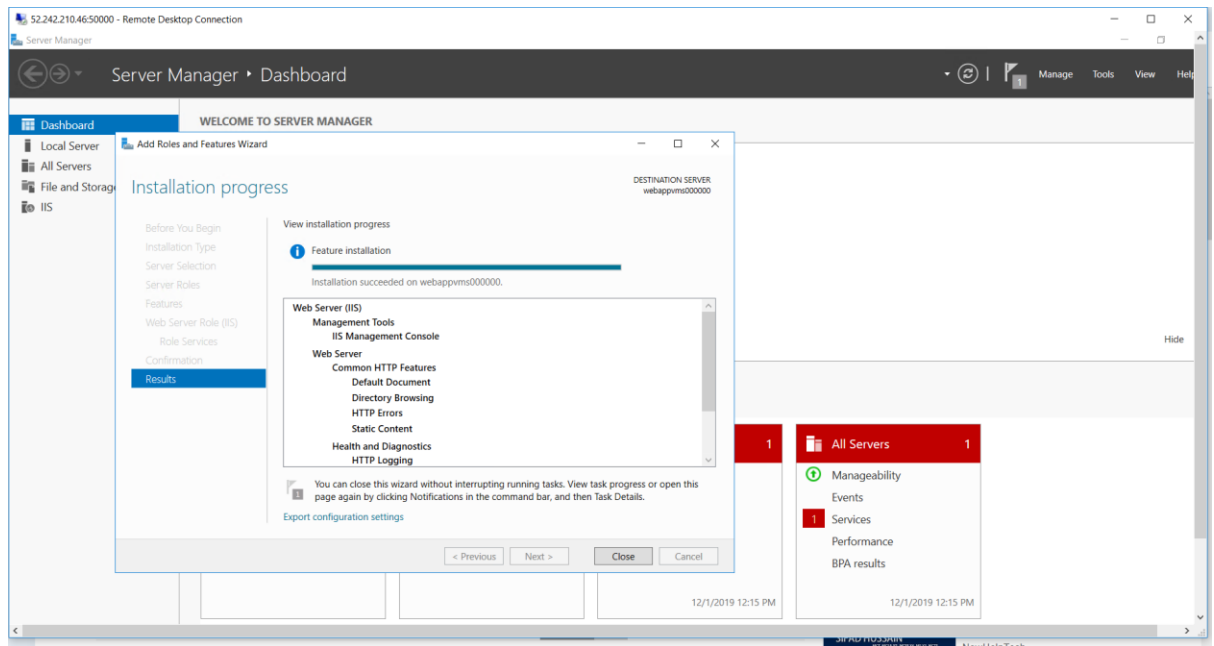 52.242.210.46:50000 - Remote Desktop Connection
Server Manager
Server Manager • Dashboard
1 Manage Tools View Help
Dashboard
Local Server
All Servers
File and Storag
IIS
WELCOME TO SERVER MANAGER
Add Roles and Features Wizard
Installation progress
DESTINATION SERVER
webappvms000000
Before You Begin
Installation Type
Server Selection
Server Roles
Features
Web Server Role (IIS)
Role Services
Confirmation
Results
View installation progress
Feature installation
Installation succeeded on webappvms000000.
Web Server (IIS)
Management Tools
IIS Management Console
Web Server
Common HTTP Features
Default Document
Directory Browsing
HTTP Errors
Static Content
Health and Diagnostics
HTTP Logging
1 You can close this wizard without interrupting running tasks. View task progress or open this
page again by clicking Notifications in the command bar, and then Task Details.
Export configuration settings
< Previous Next > Close Cancel
Hide
1
12/1/2019 12:15 PM
All Servers 1
Manageability
Events
1 Services
Performance
BPA results
12/1/2019 12:15 PM